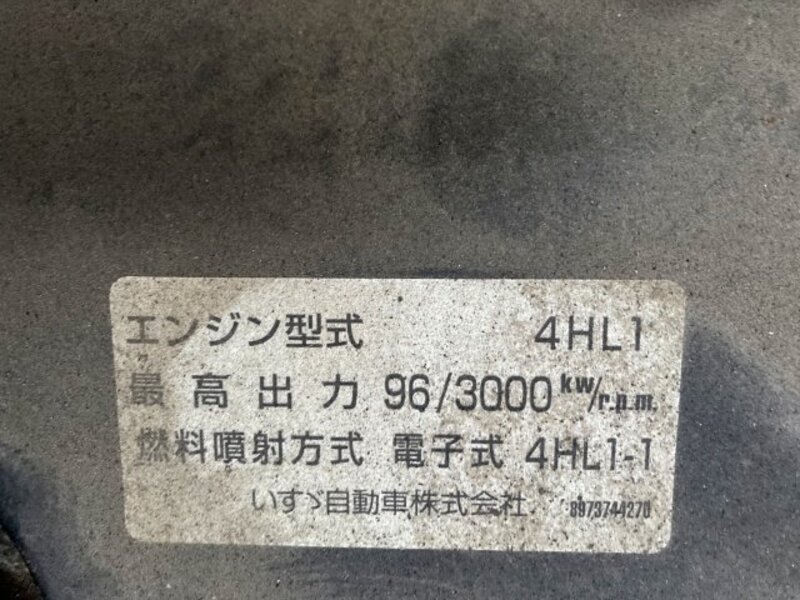 エンジン型式 4HL1
最高出力 96/3000 kw/r.p.m.
燃料噴射方式 電子式 4HL1-1
いすゞ自動車株式会社 8973744270